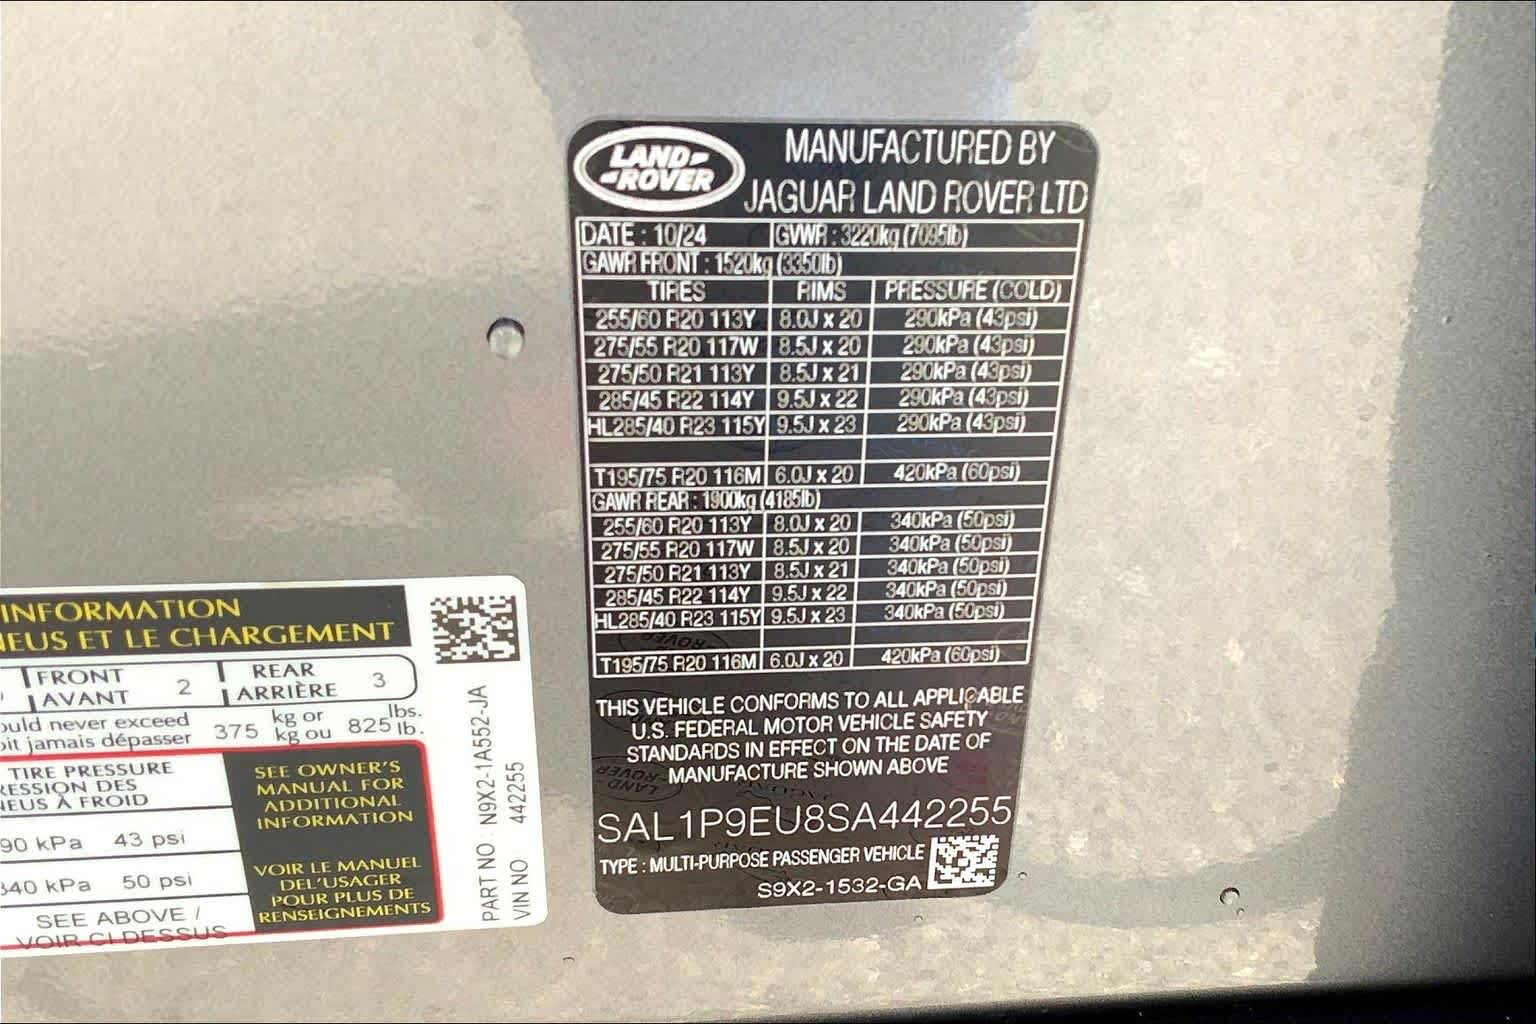 LAND-
-ROVER
MANUFACTURED BY
JAGUAR LAND ROVER LTD
DATE : 10/24 GVWR : 3220kg (7095lb)
GAWR FRONT : 1520kg (3350lb)
TIRES RIMS PRESSURE (COLD)
255/60 R20 113Y 8.0J x 20 290kPa (43psi)
275/55 R20 117W 8.5J x 20 290kPa (43psi)
275/50 R21 113Y 8.5J x 21 290kPa (43psi)
285/45 R22 114Y 9.5J x 22 290kPa (43psi)
HL285/40 R23 115Y 9.5J x 23 290kPa (43psi)
T195/75 R20 116M 6.0J x 20 420kPa (60psi)
GAWR REAR : 1900kg (4185lb)
255/60 R20 113Y 8.0J x 20 340kPa (50psi)
275/55 R20 117W 8.5J x 20 340kPa (50psi)
275/50 R21 113Y 8.5J x 21 340kPa (50psi)
285/45 R22 114Y 9.5J x 22 340kPa (50psi)
HL285/40 R23 115Y 9.5J x 23 340kPa (50psi)
T195/75 R20 116M 6.0J x 20 420kPa (60psi)
THIS VEHICLE CONFORMS TO ALL APPLICABLE
U.S. FEDERAL MOTOR VEHICLE SAFETY
STANDARDS IN EFFECT ON THE DATE OF
MANUFACTURE SHOWN ABOVE
SAL1P9EU8SA442255
TYPE : MULTI-PURPOSE PASSENGER VEHICLE
S9X2-1532-GA
INFORMATION
NEUS ET LE CHARGEMENT
FRONT REAR
AVANT 2 ARRIÈRE 3
ould never exceed 375 kg or 825 lbs.
oit jamais dépasser kg ou lb.
TIRE PRESSURE
RESSION DES
NEUS À FROID
90 kPa 43 psi
340 kPa 50 psi
SEE ABOVE /
VOIR CI DESSUS
SEE OWNER'S
MANUAL FOR
ADDITIONAL
INFORMATION
VOIR LE MANUEL
DEL'USAGER
POUR PLUS DE
RENSEIGNEMENTS
PART NO : N9X2-1A552-JA
VIN NO 442255